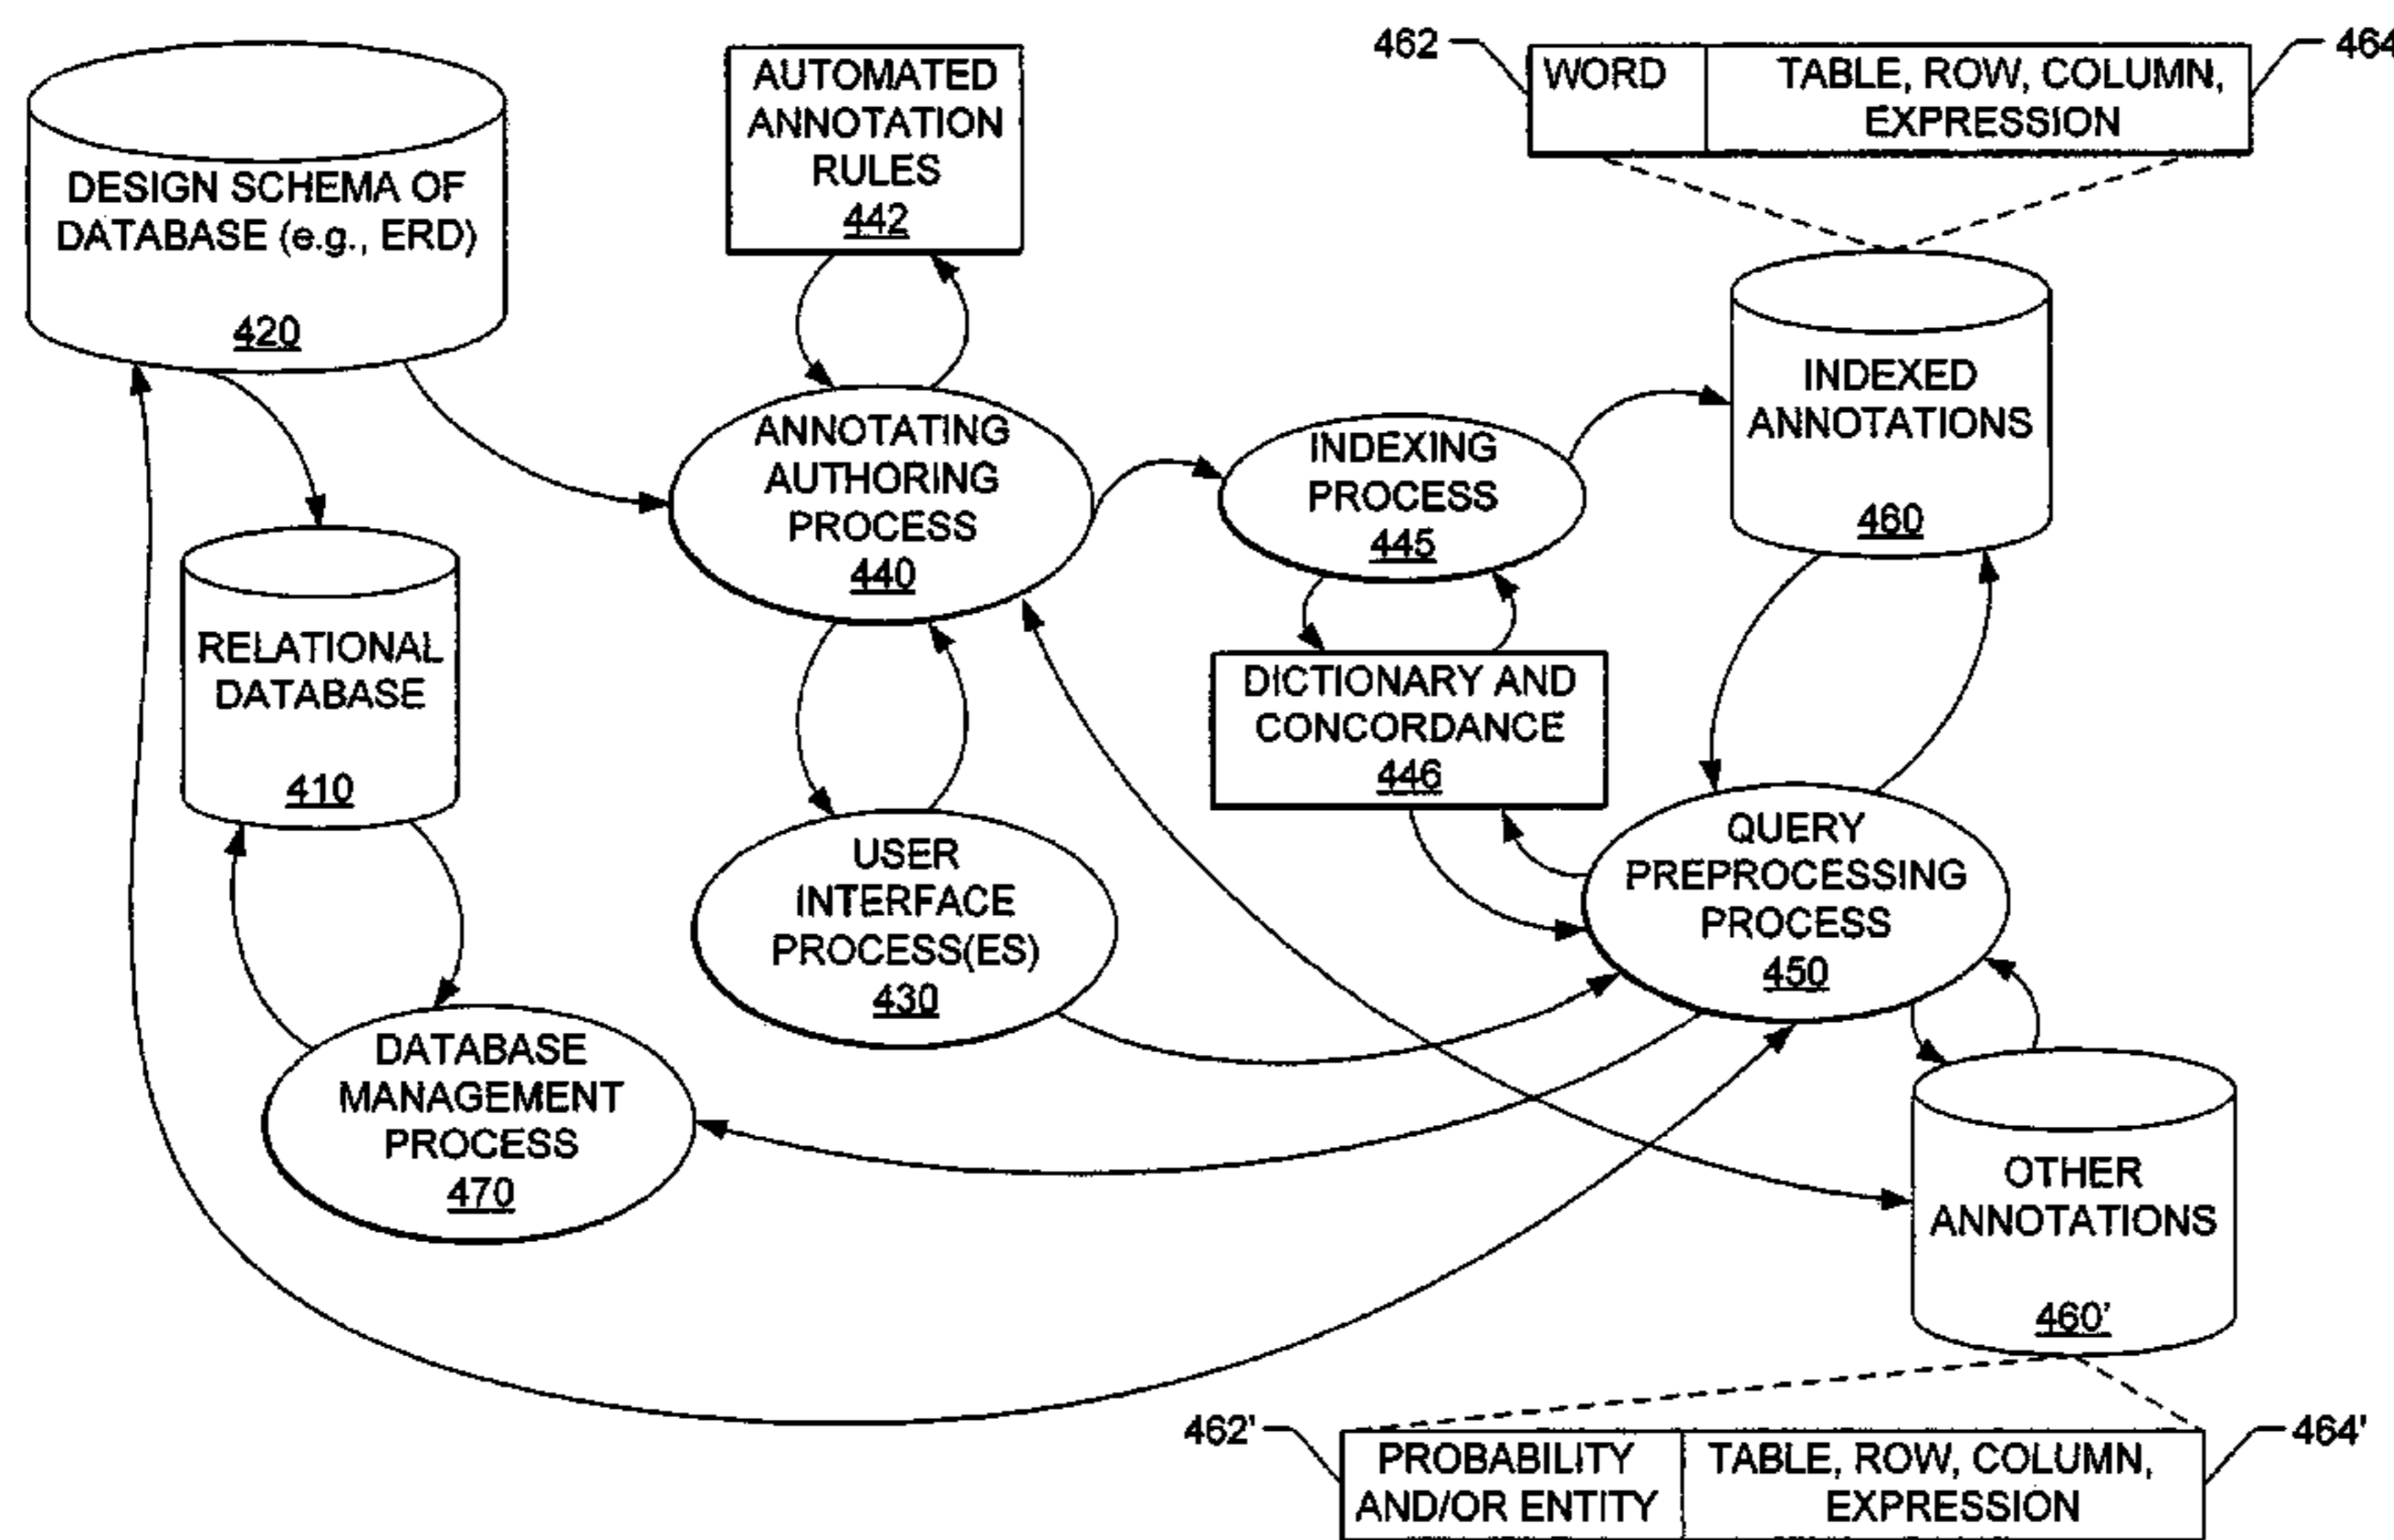 DESIGN SCHEMA OF
DATABASE (e.g., ERD)
420
AUTOMATED
ANNOTATION
RULES
442
462
WORD
TABLE, ROW, COLUMN,
EXPRESSION
464
ANNOTATING
AUTHORING
PROCESS
440
INDEXING
PROCESS
445
INDEXED
ANNOTATIONS
460
RELATIONAL
DATABASE
410
DICTIONARY AND
CONCORDANCE
446
USER
INTERFACE
PROCESS(ES)
430
QUERY
PREPROCESSING
PROCESS
450
DATABASE
MANAGEMENT
PROCESS
470
OTHER
ANNOTATIONS
460'
462'
PROBABILITY
AND/OR ENTITY
TABLE, ROW, COLUMN,
EXPRESSION
464'